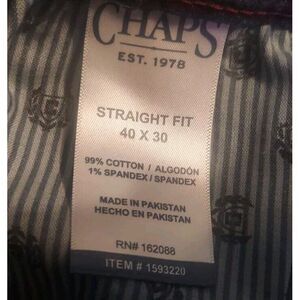 CHAPS
EST. 1978
STRAIGHT FIT
40 X 30
99% COTTON / ALGODÓN
1% SPANDEX / SPANDEX
MADE IN PAKISTAN
HECHO EN PAKISTAN
RN# 162088
ITEM # 1593220